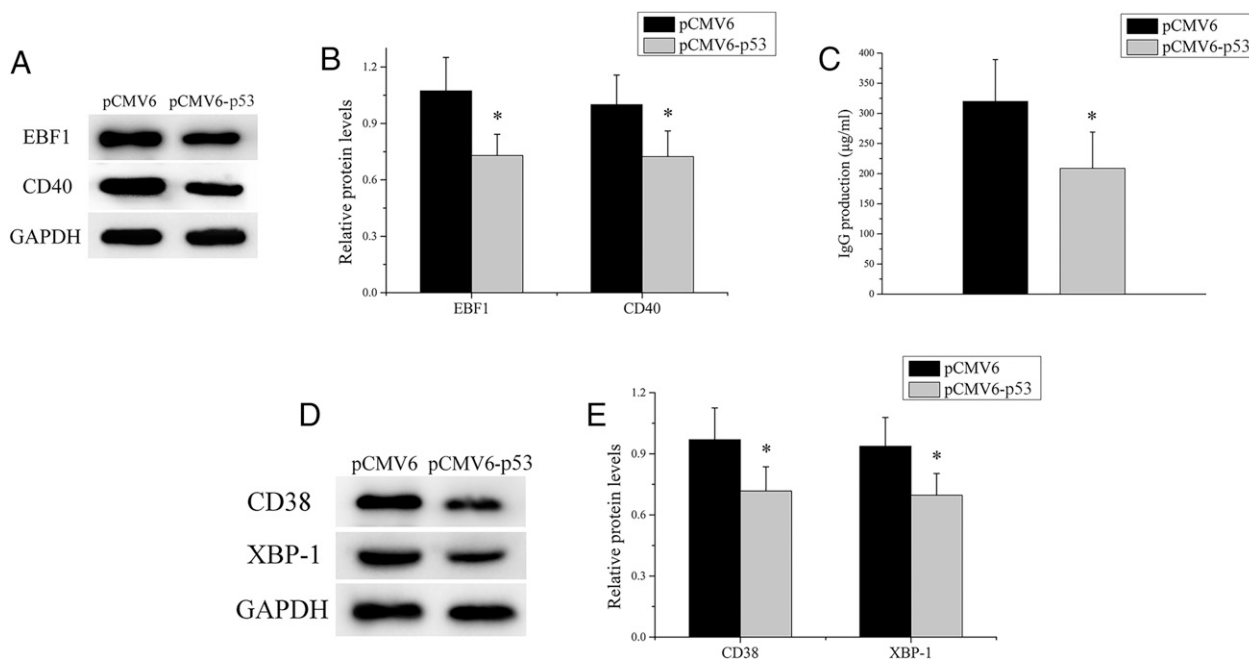 A
pCMV6 pCMV6-p53
EBF1
CD40
GAPDH
B
pCMV6
pCMV6-p53
Relative protein levels
1.2
0.9
0.6
0.3
0.0
*
*
EBF1 CD40
C
pCMV6
pCMV6-p53
IgG production (μg/ml)
400
350
300
250
200
150
100
50
0
*
D
pCMV6 pCMV6-p53
CD38
XBP-1
GAPDH
E
pCMV6
pCMV6-p53
Relative protein levels
1.2
0.9
0.6
0.3
0.0
*
*
CD38 XBP-1